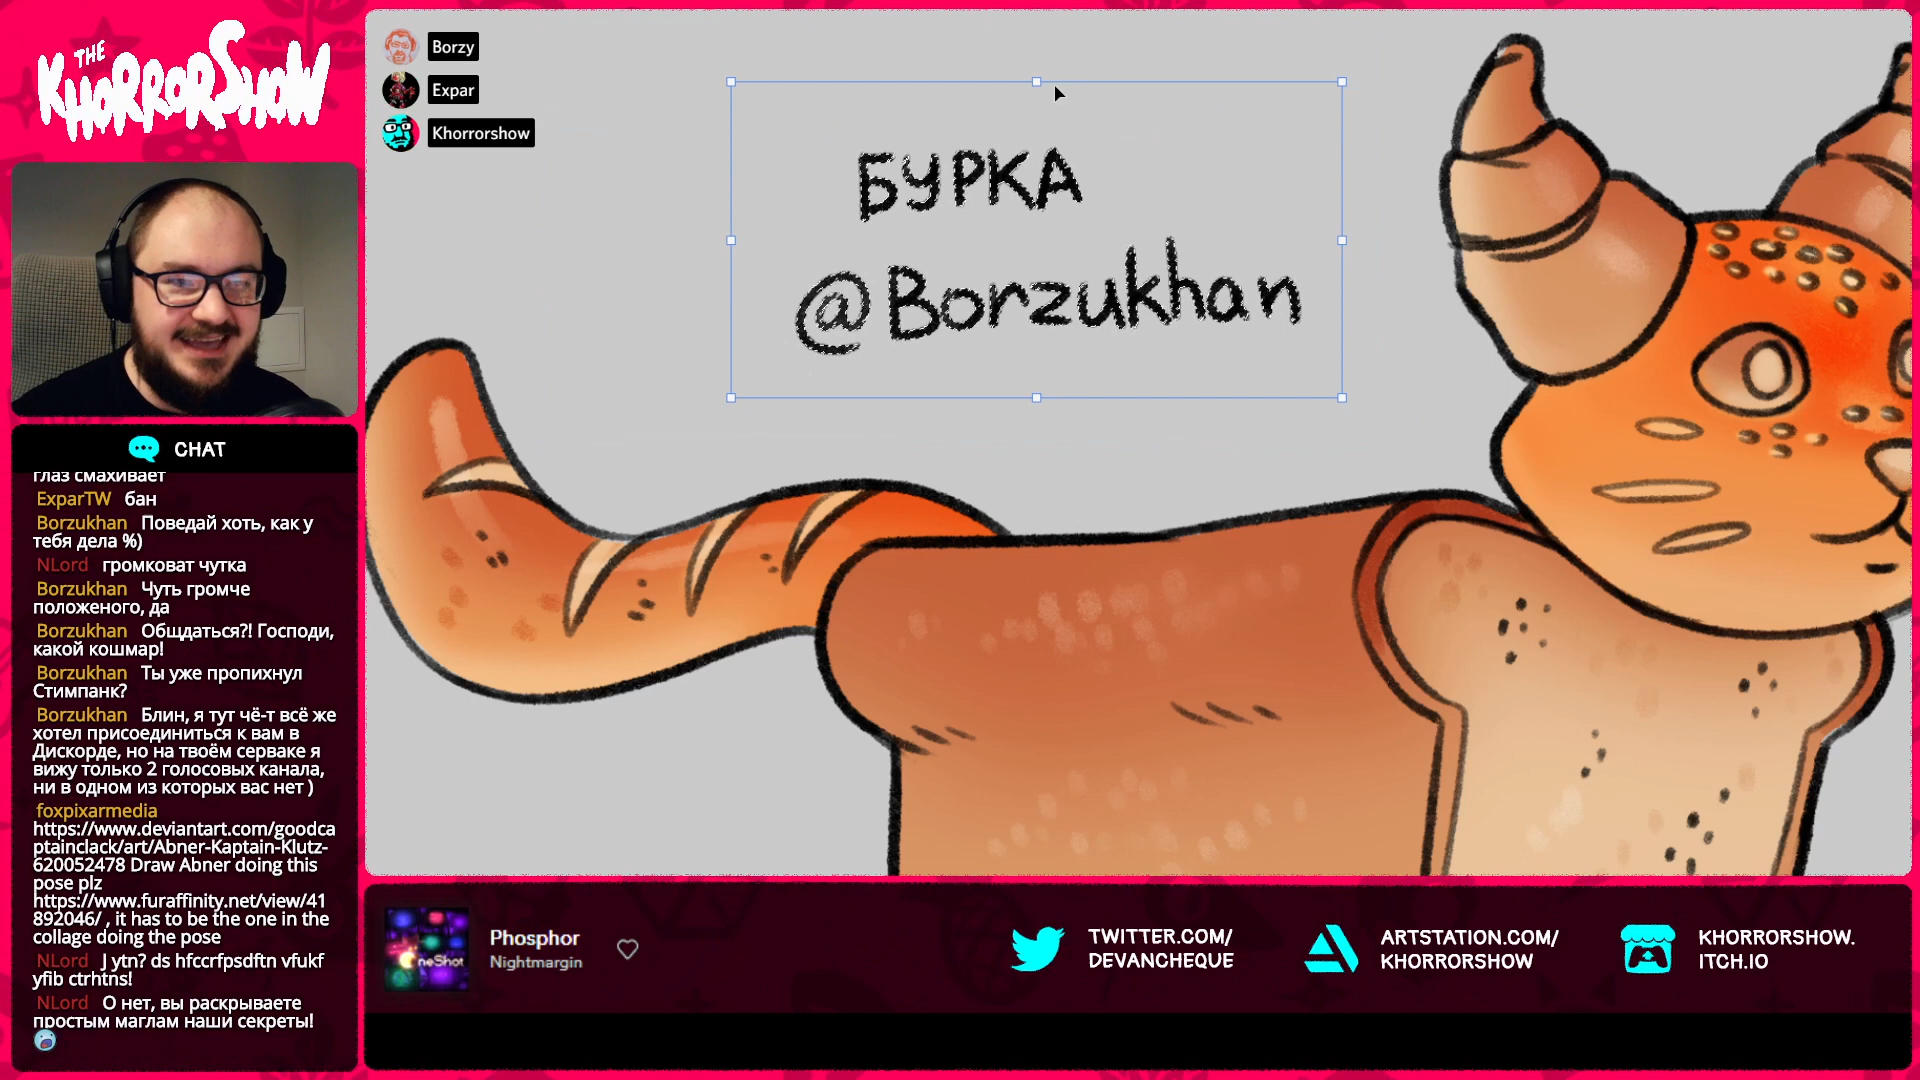 THE
KHORRORSHOW
Borzy
Expar
Khorrorshow
БУРКА
@Borzukhan
CHAT
глаз смахивает
ExparTW бан
Borzukhan Поведай хоть, как у
тебя дела %)
NLord громковат чутка
Borzukhan Чуть громче
положеного, да
Borzukhan Общдаться?! Господи,
какой кошмар!
Borzukhan Ты уже пропихнул
Стимпанк?
Borzukhan Блин, я тут чё-т всё же
хотел присоединиться к вам в
Дискорде, но на твоём серваке я
вижу только 2 голосовых канала,
ни в одном из которых вас нет )
foxpixarmedia
https://www.deviantart.com/goodca
ptainclack/art/Abner-Kaptain-Klutz-
620052478 Draw Abner doing this
pose plz
https://www.furaffinity.net/view/41
892046/ , it has to be the one in the
collage doing the pose
NLord J ytn? ds hfccrfpsdftn vfukf
yfib ctrhtns!
NLord О нет, вы раскрываете
простым маглам наши секреты!
neShot
Phosphor
Nightmargin
TWITTER.COM/
DEVANCHEQUE
ARTSTATION.COM/
KHORRORSHOW
KHORRORSHOW.
ITCH.IO